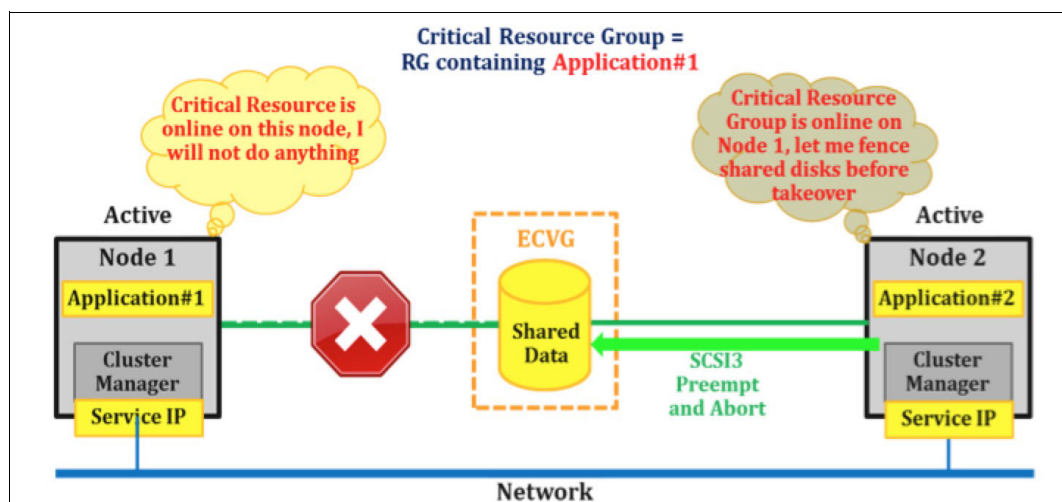 Critical Resource Group =
RG containing Application#1
Critical Resource is
online on this node, I
will not do anything
Critical Resource
Group is online on
Node 1, let me fence
shared disks before
takeover
Active
Node 1
Application#1
Cluster
Manager
Service IP
ECVG
Shared
Data
SCSI3
Preempt
and Abort
Active
Node 2
Application#2
Cluster
Manager
Service IP
Network